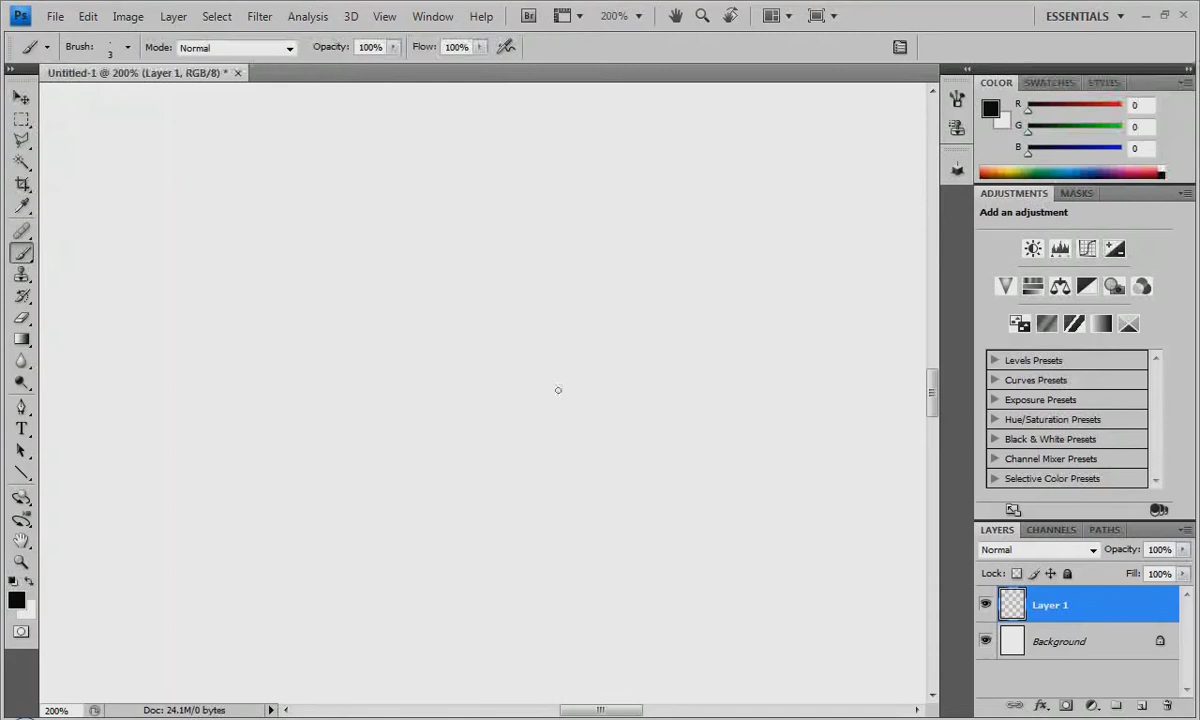 Ps File Edit Image Layer Select Filter Analysis 3D View Window Help Br 200% ESSENTIALS
Brush: 3 Mode: Normal Opacity: 100% Flow: 100%
Untitled-1 @ 200% (Layer 1, RGB/8) *
COLOR SWATCHES STYLES
R 0
G 0
B 0
ADJUSTMENTS MASKS
Add an adjustment
Levels Presets
Curves Presets
Exposure Presets
Hue/Saturation Presets
Black & White Presets
Channel Mixer Presets
Selective Color Presets
LAYERS CHANNELS PATHS
Normal Opacity: 100%
Lock: Fill: 100%
Layer 1
Background
200% Doc: 24.1M/0 bytes